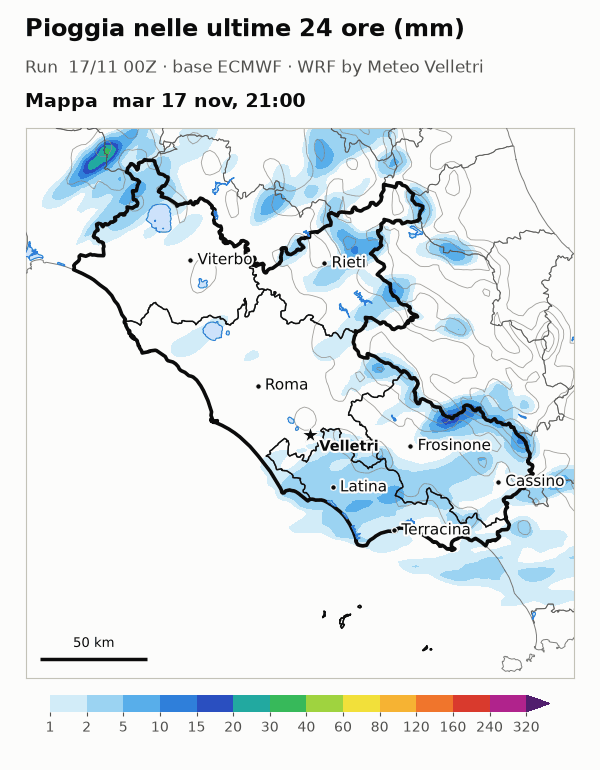 Pioggia nelle ultime 24 ore (mm)
Run 17/11 00Z · base ECMWF · WRF by Meteo Velletri
Mappa mar 17 nov, 21:00
Viterbo
Rieti
Roma
Velletri
Frosinone
Latina
Cassino
Terracina
50 km
1 2 5 10 15 20 30 40 60 80 120 160 240 320